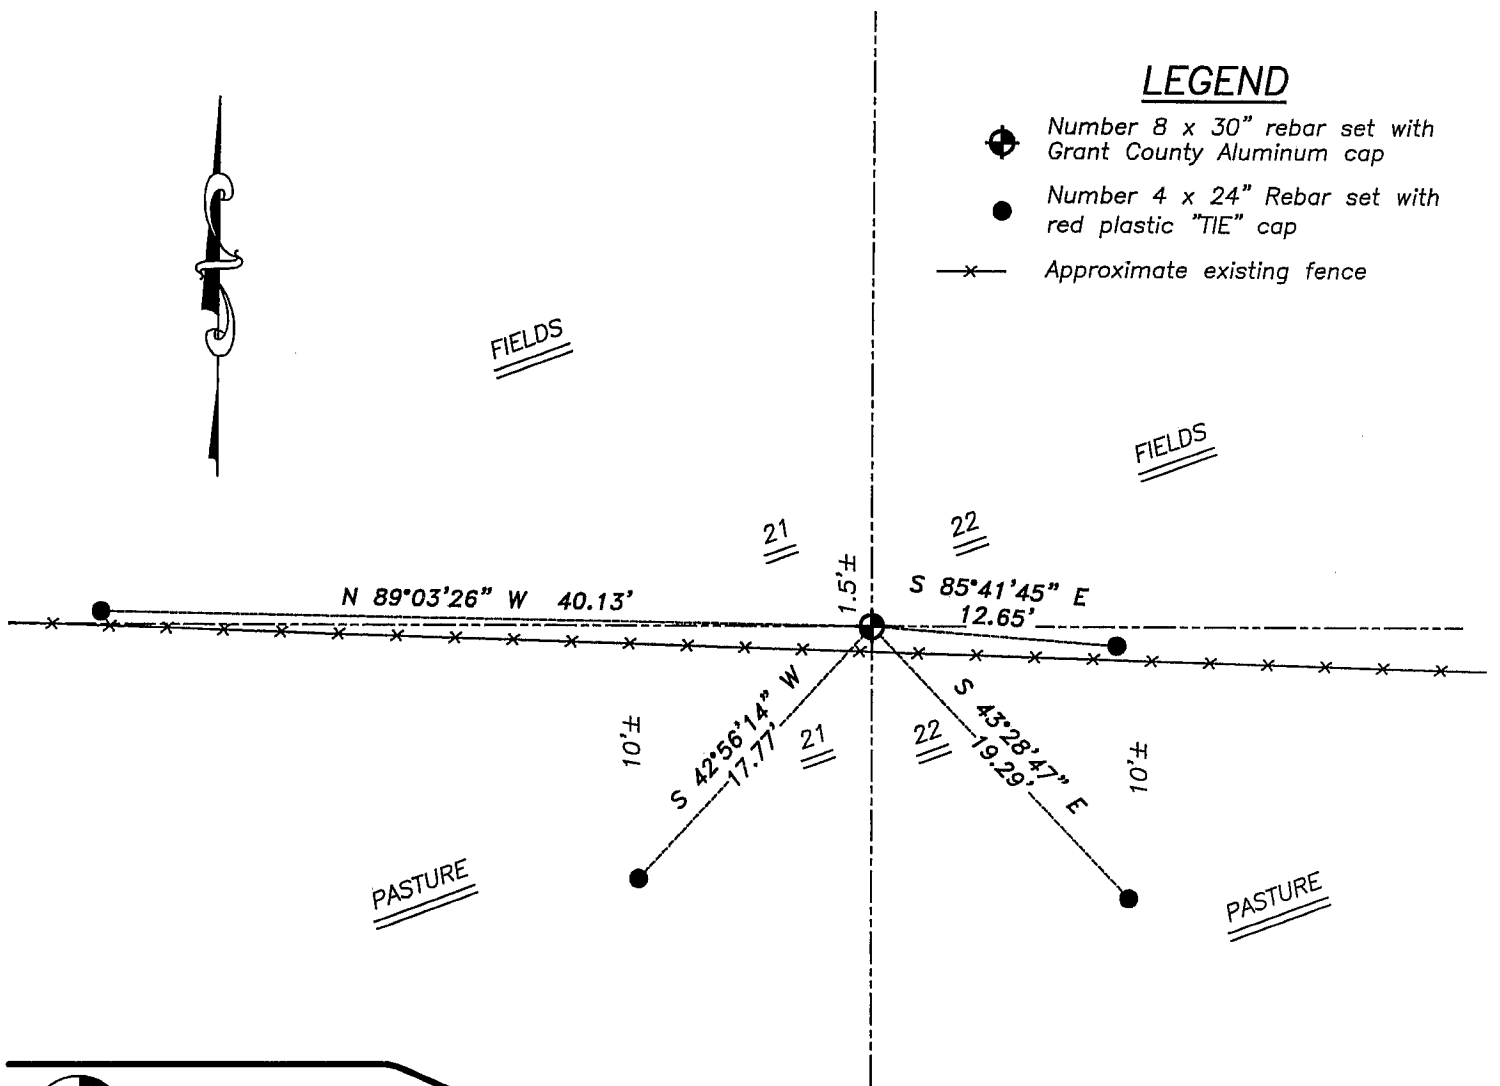 LEGEND
Number 8 x 30" rebar set with
Grant County Aluminum cap
Number 4 x 24" Rebar set with
red plastic "TIE" cap
Approximate existing fence
FIELDS
FIELDS
21
22
1.5'±
N 89°03'26" W 40.13'
S 85°41'45" E
12.65'
S 42°56'14" W
17.77'
21
22
S 43°28'47" E
19.29'
10'±
10'±
PASTURE
PASTURE